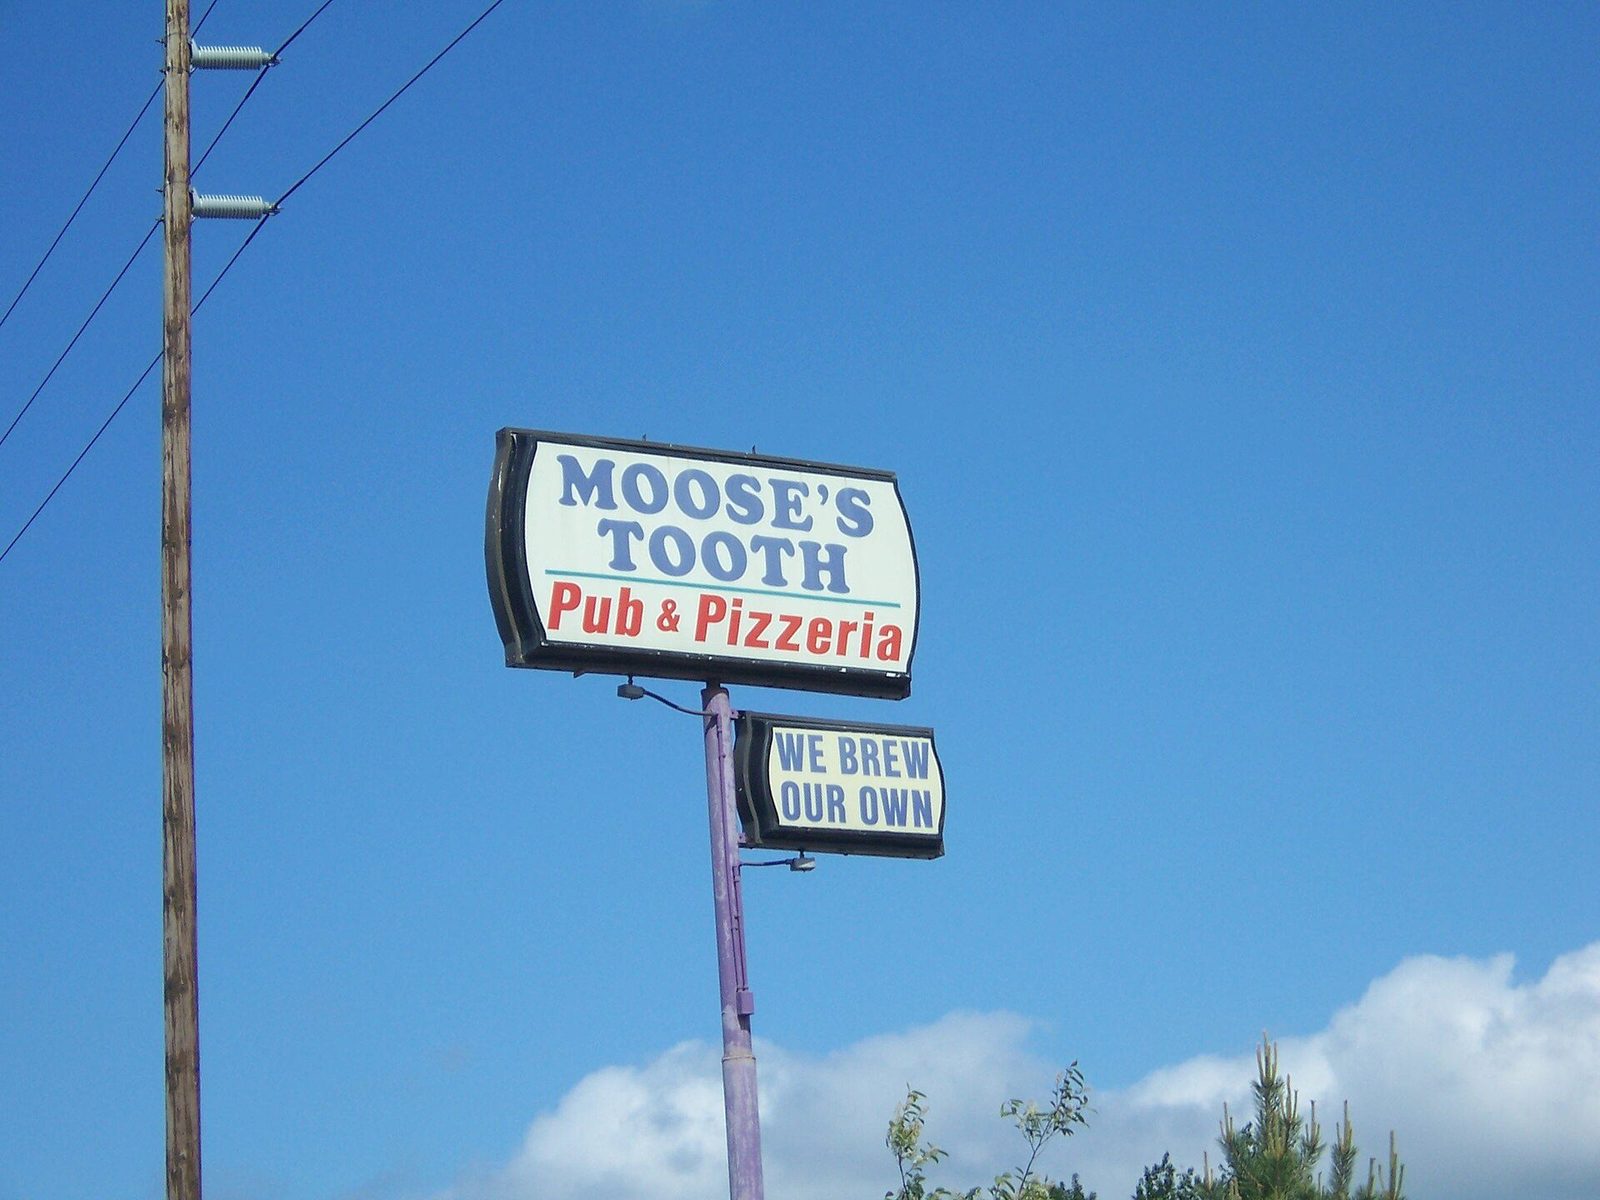 MOOSE'S
TOOTH
Pub & Pizzeria
WE BREW
OUR OWN